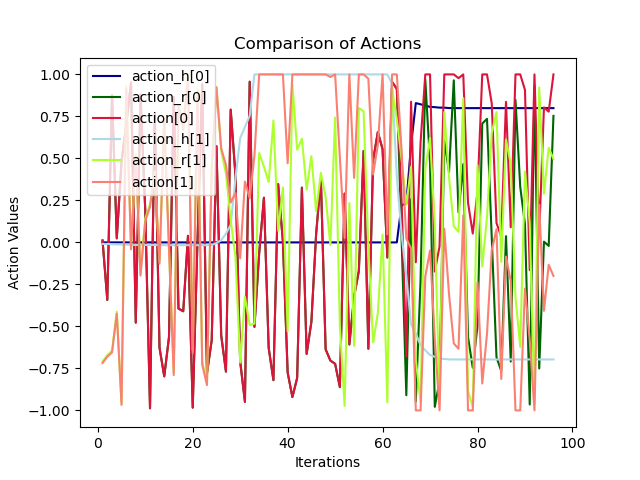 Comparison of Actions
1.00
0.75
0.50
0.25
0.00
−0.25
−0.50
−0.75
−1.00
Action Values
action_h[0]
action_r[0]
action[0]
action_h[1]
action_r[1]
action[1]
0 20 40 60 80 100
Iterations